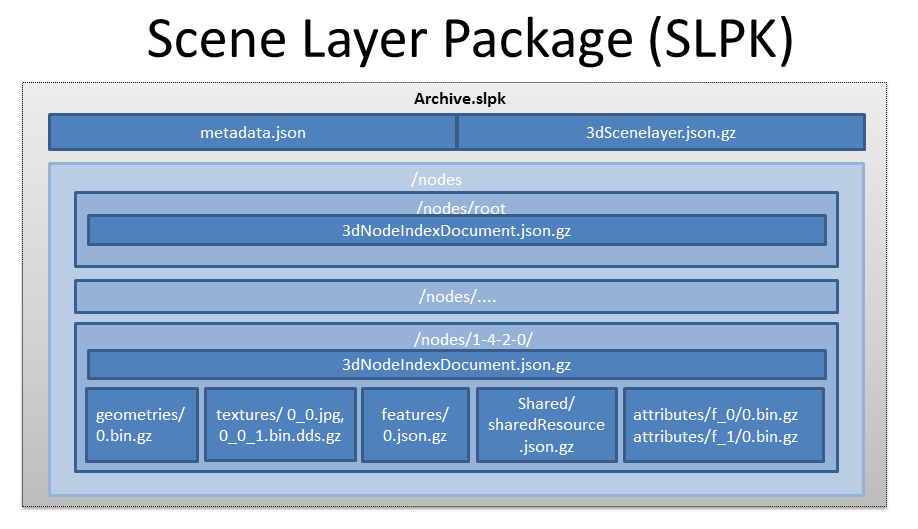 Scene Layer Package (SLPK)
Archive.slpk
metadata.json
3dScenelayer.json.gz
/nodes
/nodes/root
3dNodeIndexDocument.json.gz
/nodes/....
/nodes/1-4-2-0/
3dNodeIndexDocument.json.gz
geometries/
0.bin.gz
textures/ 0_0.jpg,
0_0_1.bin.dds.gz
features/
0.json.gz
Shared/
sharedResource
.json.gz
attributes/f_0/0.bin.gz
attributes/f_1/0.bin.gz